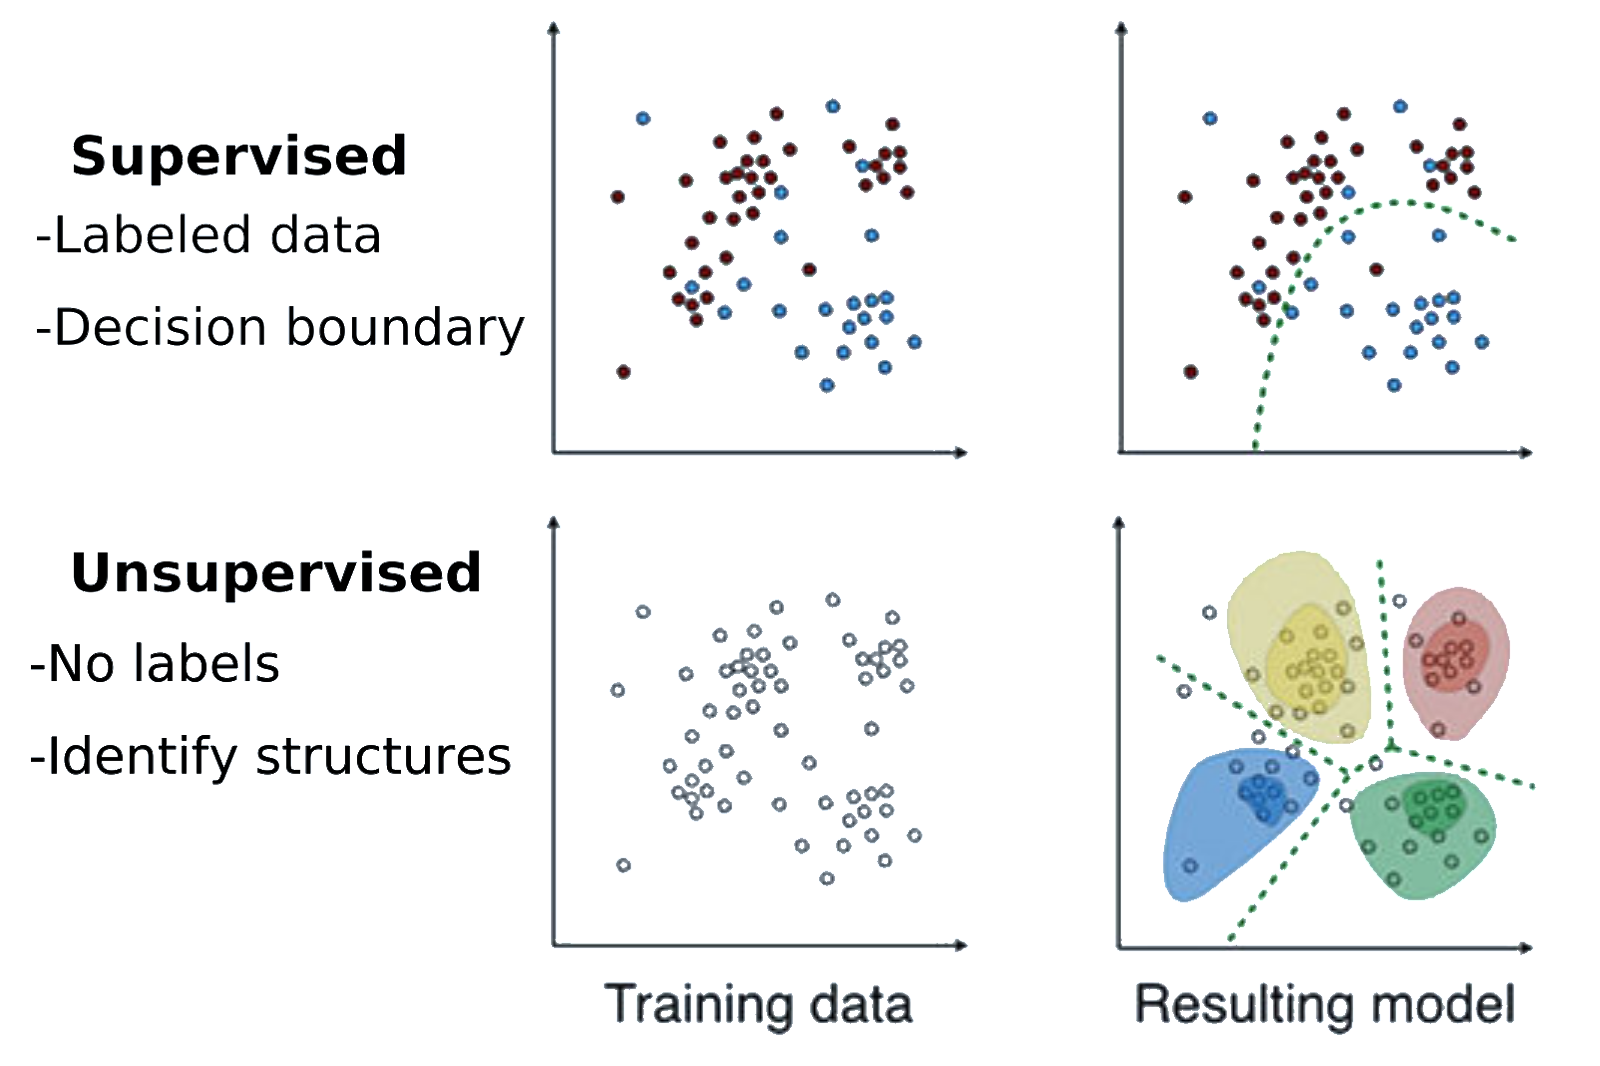 Supervised
-Labeled data
-Decision boundary
Unsupervised
-No labels
-Identify structures
Training data
Resulting model